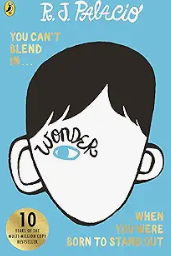 R. J. Palacio
YOU CAN'T
BLEND
IN...
WONDER
10
YEARS OF THE
MULTI-MILLION COPY
BESTSELLER
WHEN
YOU WERE
BORN TO STAND OUT